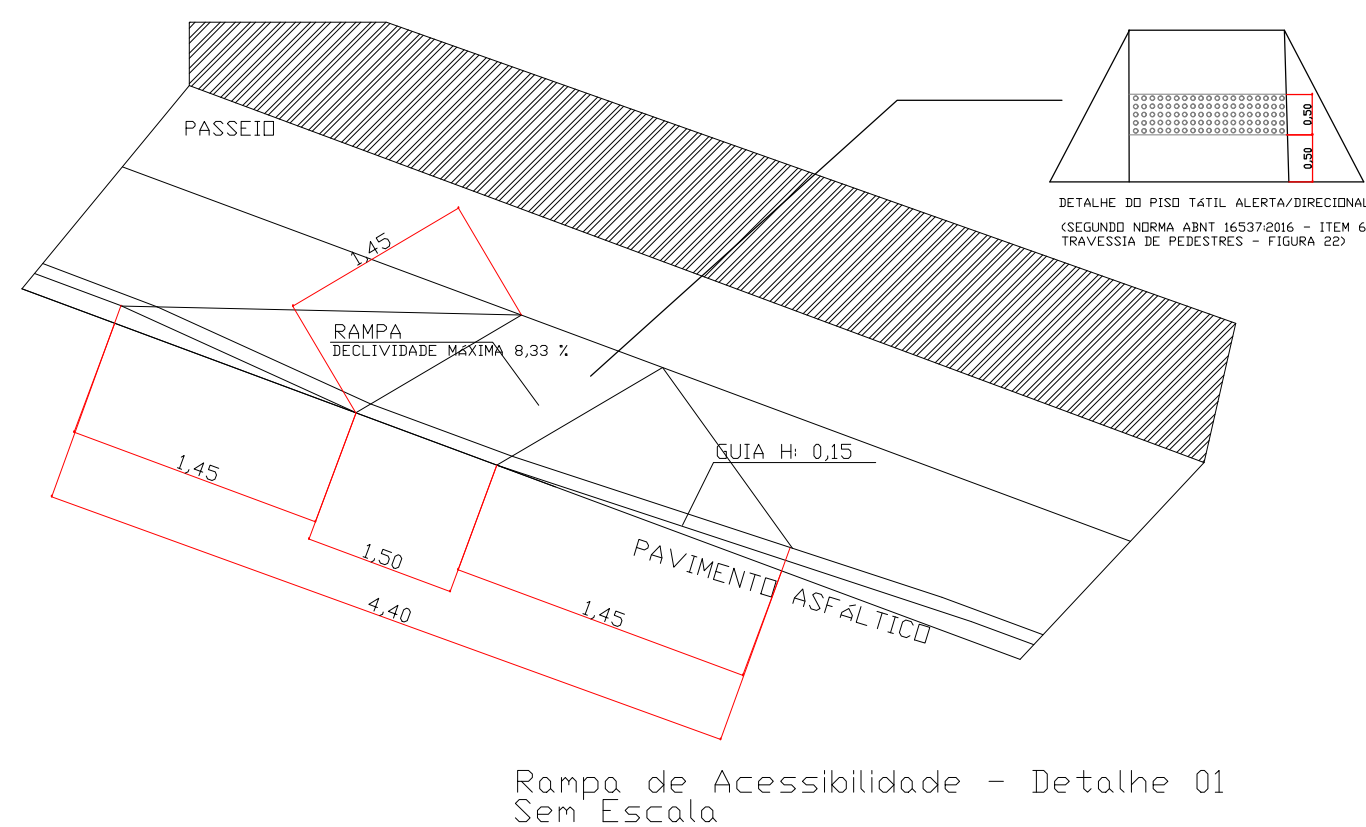 PASSEIO
0.50
0.50
DETALHE DO PISO TáTIL ALERTA/DIRECIONAL
(SEGUNDO NORMA ABNT 16537:2016 - ITEM 6
TRAVESSIA DE PEDESTRES - FIGURA 22)
1,45
RAMPA
DECLIVIDADE MáXIMA 8,33 %
GUIA H: 0,15
1,45
1,50
PAVIMENTO ASFáLTICO
4,40
1,45
Rampa de Acessibilidade - Detalhe 01
Sem Escala